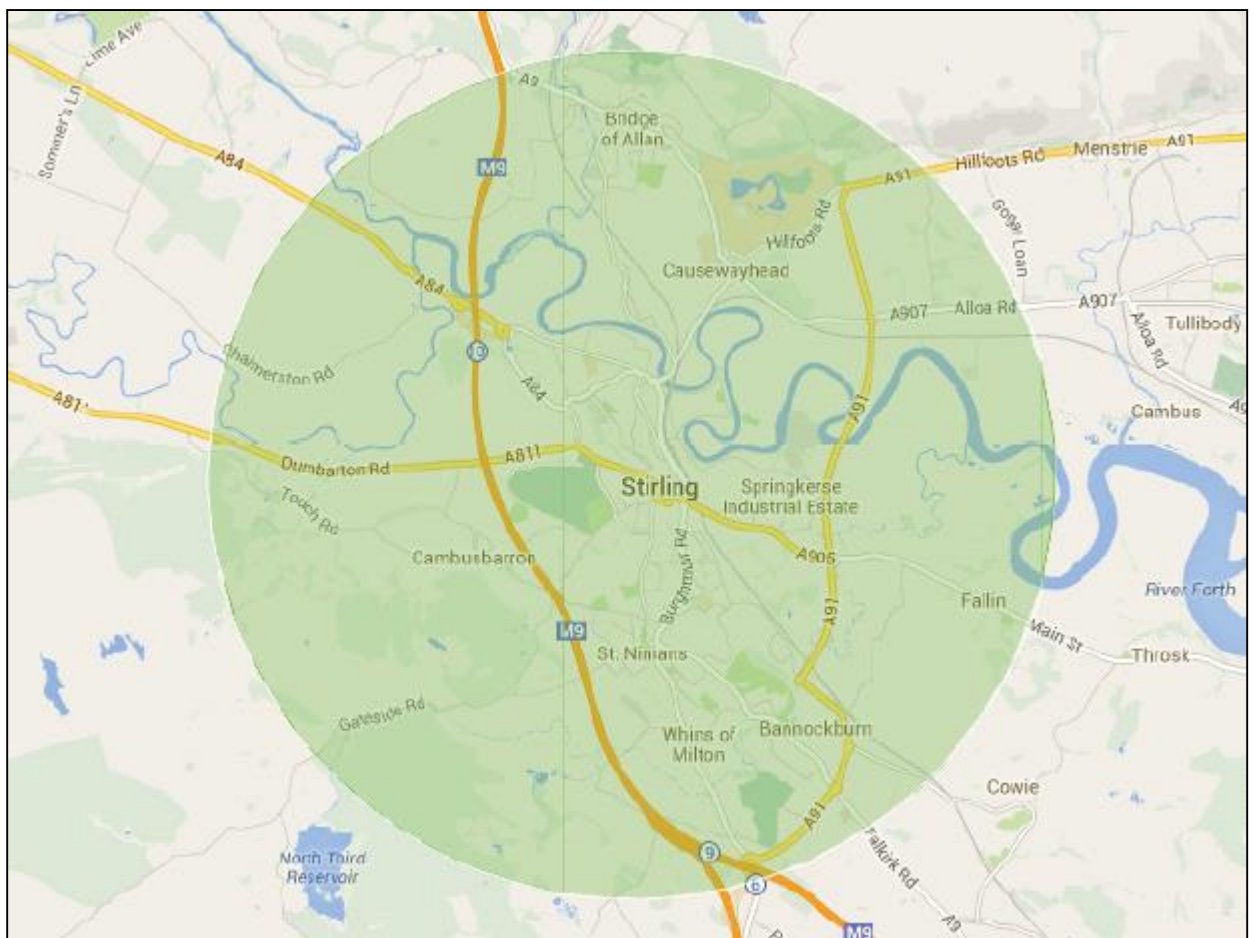 Lime Ave
A9
Bridge
of Allan
Sommer's Ln
A84
M9
Hillfoots Rd
Menstrie
A91
A91
Hillfoots Rd
Gogar Loan
Causewayhead
A84
A907
Alloa Rd
A907
Tullibody
Alloa Rd
10
Chalmerston Rd
A84
A811
A91
Cambus
A811
Dumbarton Rd
Stirling
Springkerse
Industrial Estate
Touch Rd
Cambusbarron
A905
Burghmuir Rd
A91
Fallin
River Forth
M9
Main St
St. Ninians
Throsk
Gateside Rd
Whins of
Milton
Bannockburn
Cowie
A91
9
Falkirk Rd
North Third
Reservoir
A9
M9